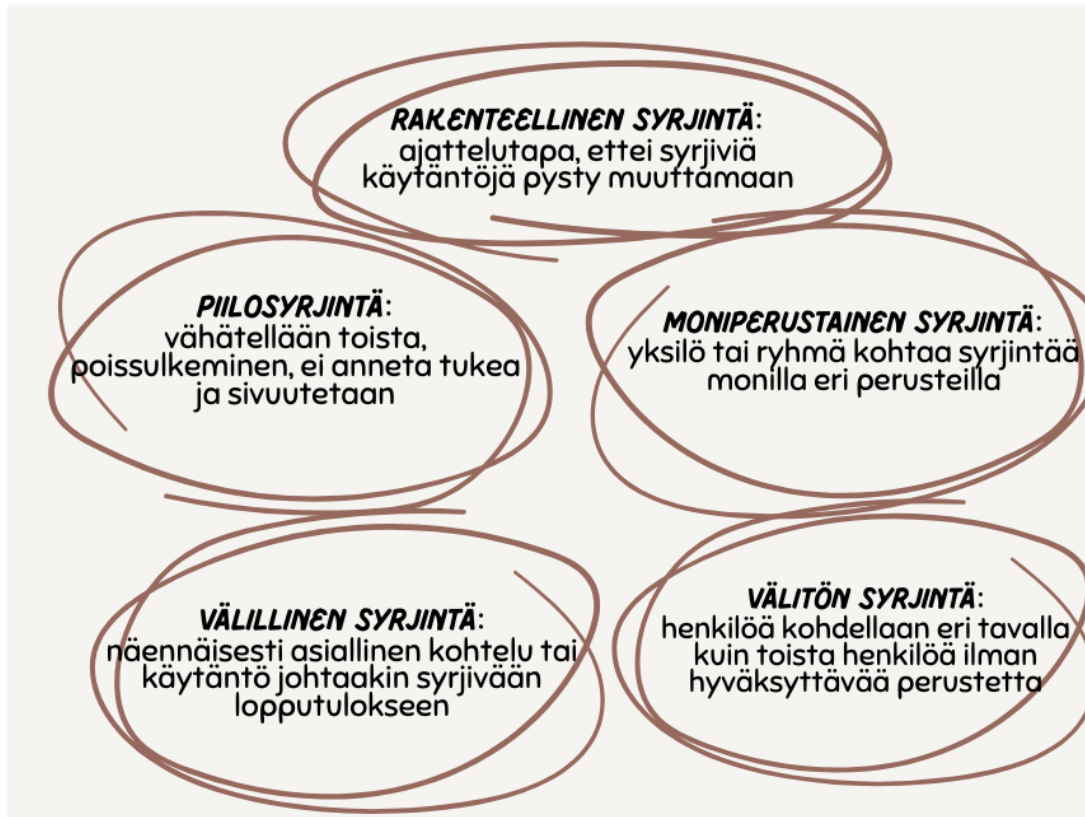 RAKENTEELLINEN SYRJINTÄ:
ajattelutapa, ettei syrjiviä
käytäntöjä pysty muuttamaan
PIILOSYRJINTÄ:
vähätellään toista,
poissulkeminen, ei anneta tukea
ja sivuutetaan
MONIPERUSTAINEN SYRJINTÄ:
yksilö tai ryhmä kohtaa syrjintää
monilla eri perusteilla
VÄLILLINEN SYRJINTÄ:
näennäisesti asiallinen kohtelu tai
käytäntö johtaakin syrjivään
lopputulokseen
VÄLITÖN SYRJINTÄ:
henkilöä kohdellaan eri tavalla
kuin toista henkilöä ilman
hyväksyttävää perustetta